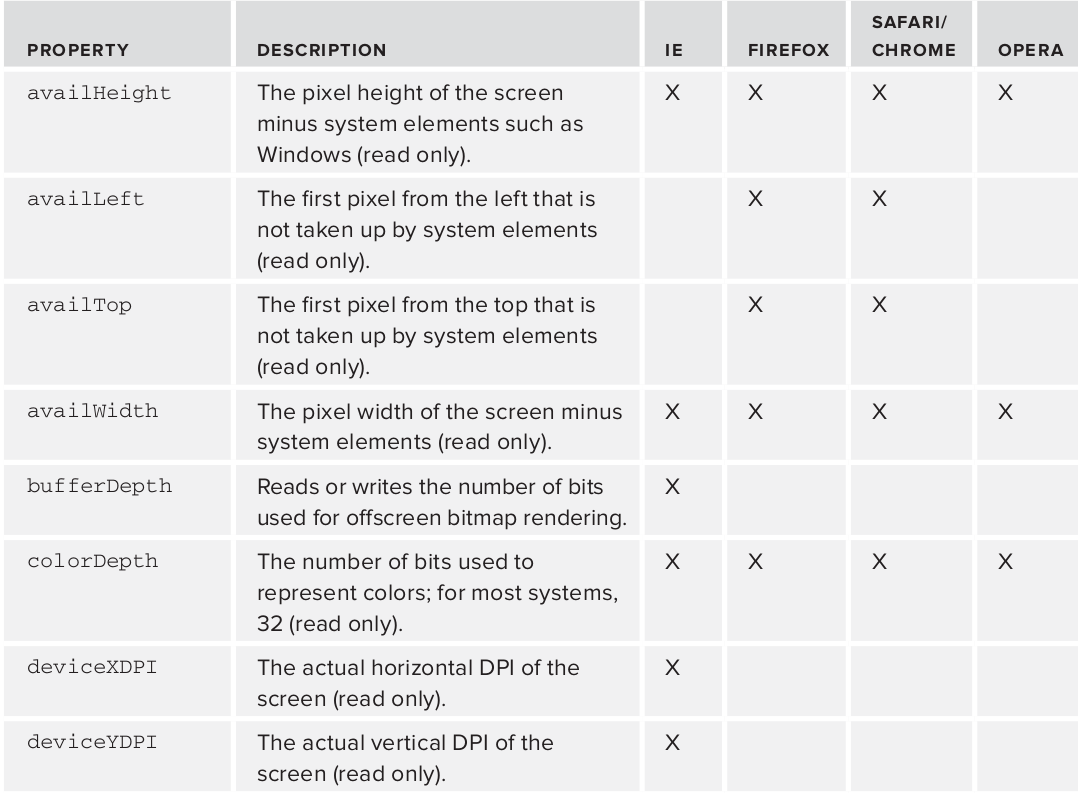 PROPERTY DESCRIPTION IE FIREFOX SAFARI/
CHROME OPERA
availHeight The pixel height of the screen X X X X
minus system elements such as
Windows (read only).
availLeft The first pixel from the left that is X X
not taken up by system elements
(read only).
availTop The first pixel from the top that is X X
not taken up by system elements
(read only).
availWidth The pixel width of the screen minus X X X X
system elements (read only).
bufferDepth Reads or writes the number of bits X
used for offscreen bitmap rendering.
colorDepth The number of bits used to X X X X
represent colors; for most systems,
32 (read only).
deviceXDPI The actual horizontal DPI of the X
screen (read only).
deviceYDPI The actual vertical DPI of the X
screen (read only).